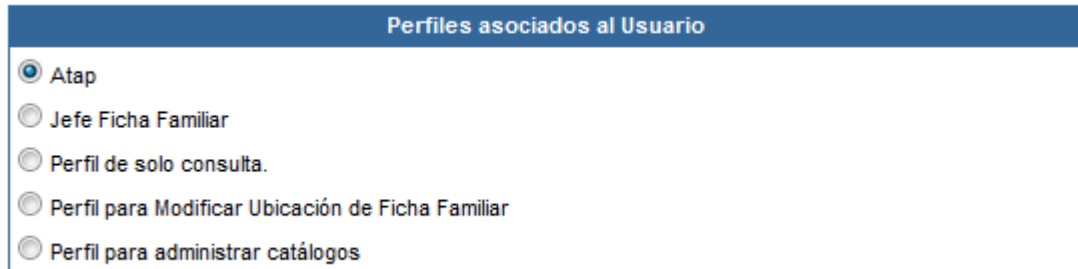 Perfiles asociados al Usuario
Atap
Jefe Ficha Familiar
Perfil de solo consulta.
Perfil para Modificar Ubicación de Ficha Familiar
Perfil para administrar catálogos